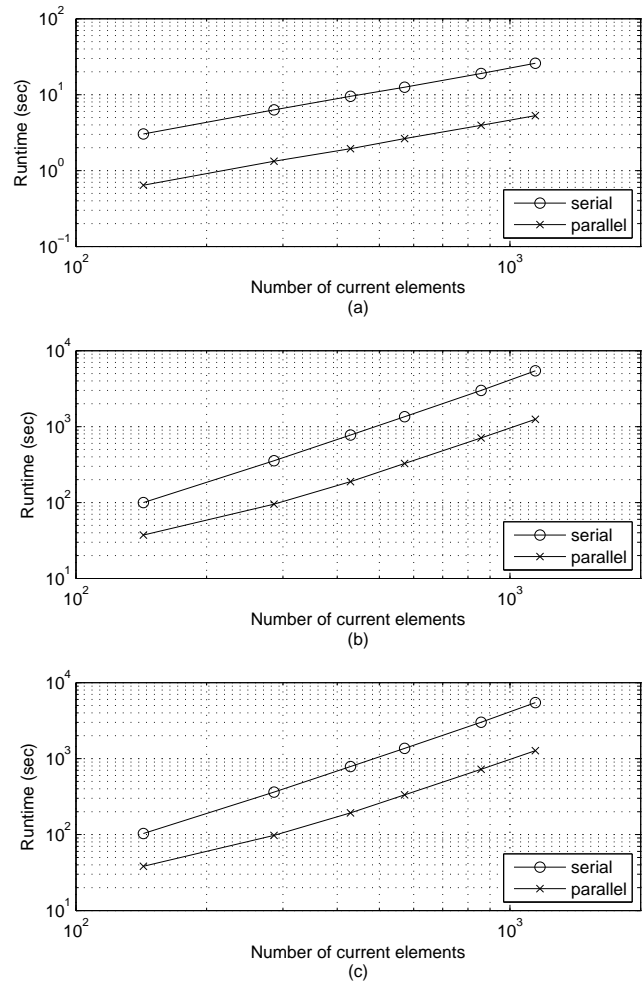 10^2
10^1
10^0
10^-1
Runtime (sec)
serial
parallel
10^2
10^3
Number of current elements
(a)
10^4
10^3
10^2
10^1
Runtime (sec)
serial
parallel
10^2
10^3
Number of current elements
(b)
10^4
10^3
10^2
10^1
Runtime (sec)
serial
parallel
10^2
10^3
Number of current elements
(c)